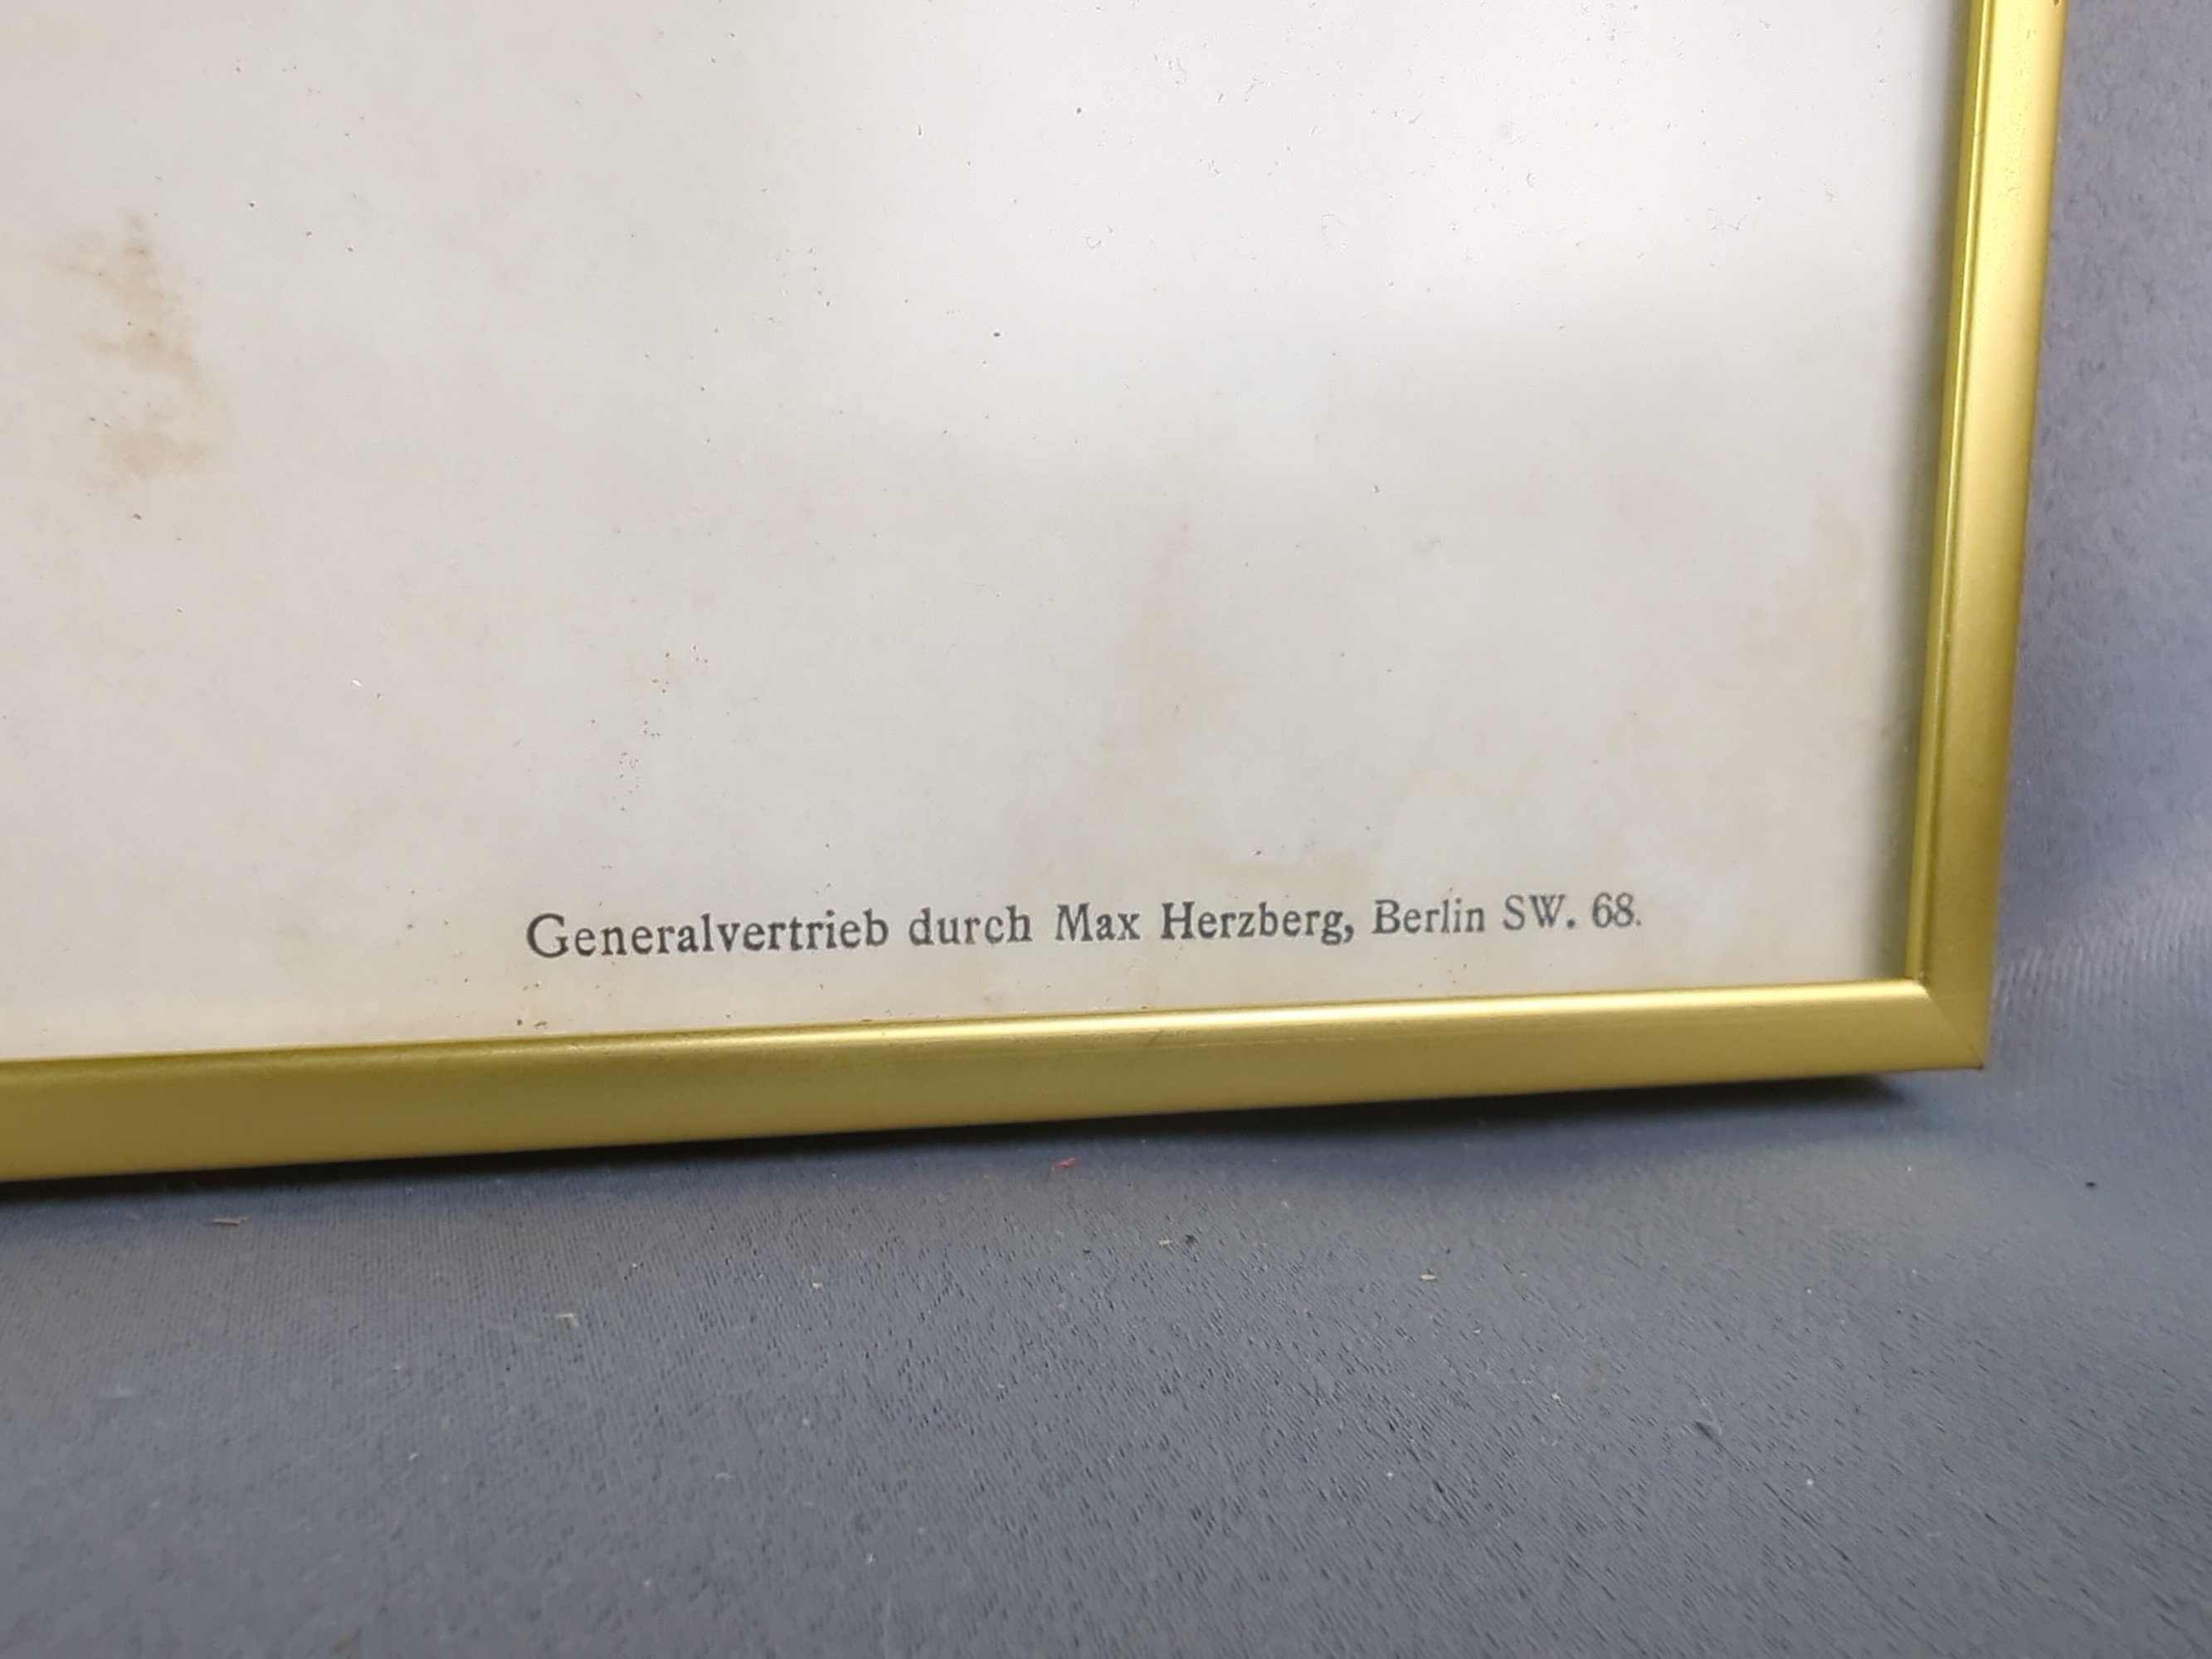 Generalvertrieb durch Max Herzberg, Berlin SW. 68.